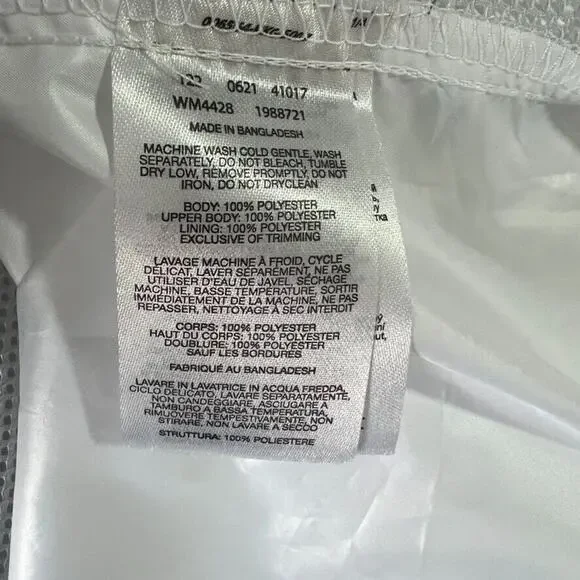 122 0621 41017
WM4428 1988721
MADE IN BANGLADESH
MACHINE WASH COLD GENTLE, WASH
SEPARATELY, DO NOT BLEACH, TUMBLE
DRY LOW, REMOVE PROMPTLY, DO NOT
IRON, DO NOT DRYCLEAN
BODY: 100% POLYESTER
UPPER BODY: 100% POLYESTER
LINING: 100% POLYESTER
EXCLUSIVE OF TRIMMING
LAVAGE MACHINE À FROID, CYCLE
DÉLICAT, LAVER SÉPARÉMENT, NE PAS
UTILISER D'EAU DE JAVEL, SÉCHAGE
MACHINE, BASSE TEMPÉRATURE, SORTIR
IMMÉDIATEMENT DE LA MACHINE, NE PAS
REPASSER, NETTOYAGE À SEC INTERDIT
CORPS: 100% POLYESTER
HAUT DU CORPS: 100% POLYESTER
DOUBLURE: 100% POLYESTER
SAUF LES BORDURES
FABRIQUÉ AU BANGLADESH
LAVARE IN LAVATRICE IN ACQUA FREDDA,
CICLO DELICATO, LAVARE SEPARATAMENTE,
NON CANDEGGIARE, ASCIUGARE A
TAMBURO A BASSA TEMPERATURA,
RIMUOVERE TEMPESTIVAMENTE, NON
STIRARE, NON LAVARE A SECCO
STRUTTURA: 100% POLIESTERE